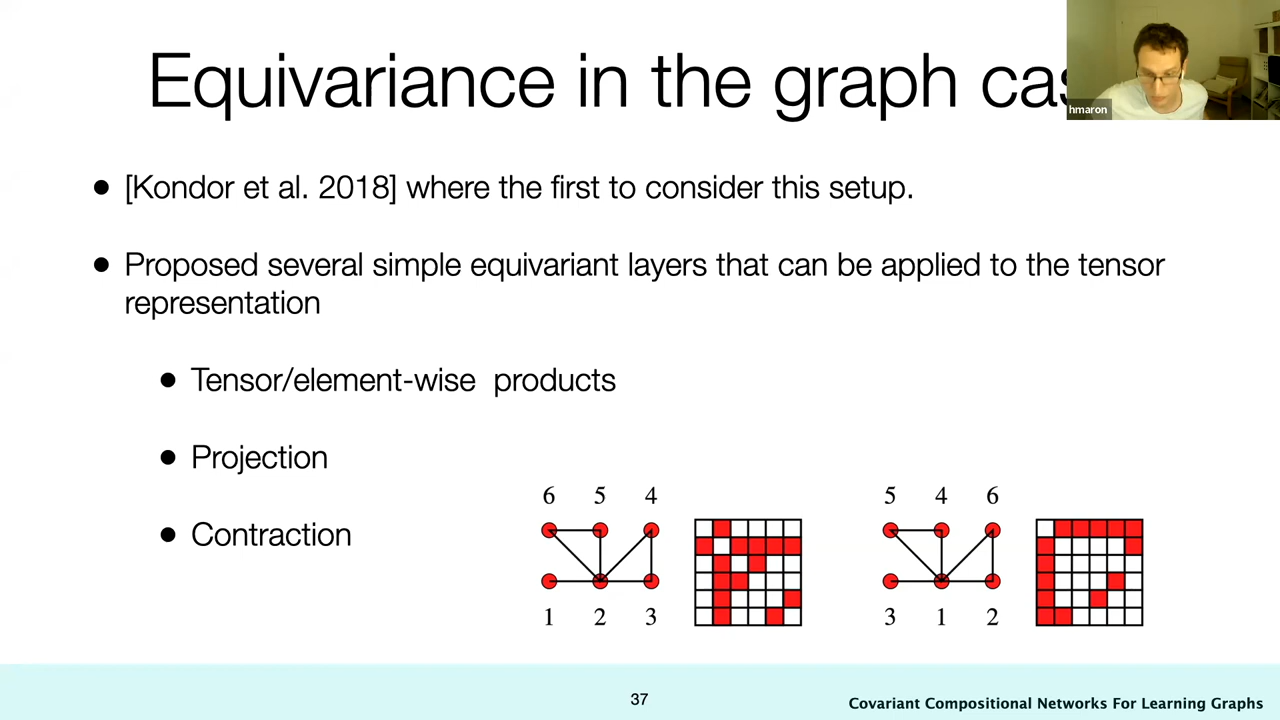 Equivariance in the graph cas
hmaron
[Kondor et al. 2018] where the first to consider this setup.
Proposed several simple equivariant layers that can be applied to the tensor
representation
Tensor/element-wise products
Projection
Contraction
6 5 4
1 2 3
5 4 6
3 1 2
37
Covariant Compositional Networks For Learning Graphs